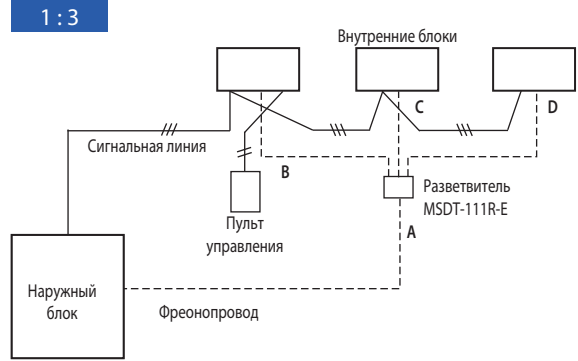 1 : 3
Внутренние блоки
C
D
Сигнальная линия
B
Разветвитель
MSDT-111R-E
Пульт
управления
A
Наружный
блок
Фреонопровод